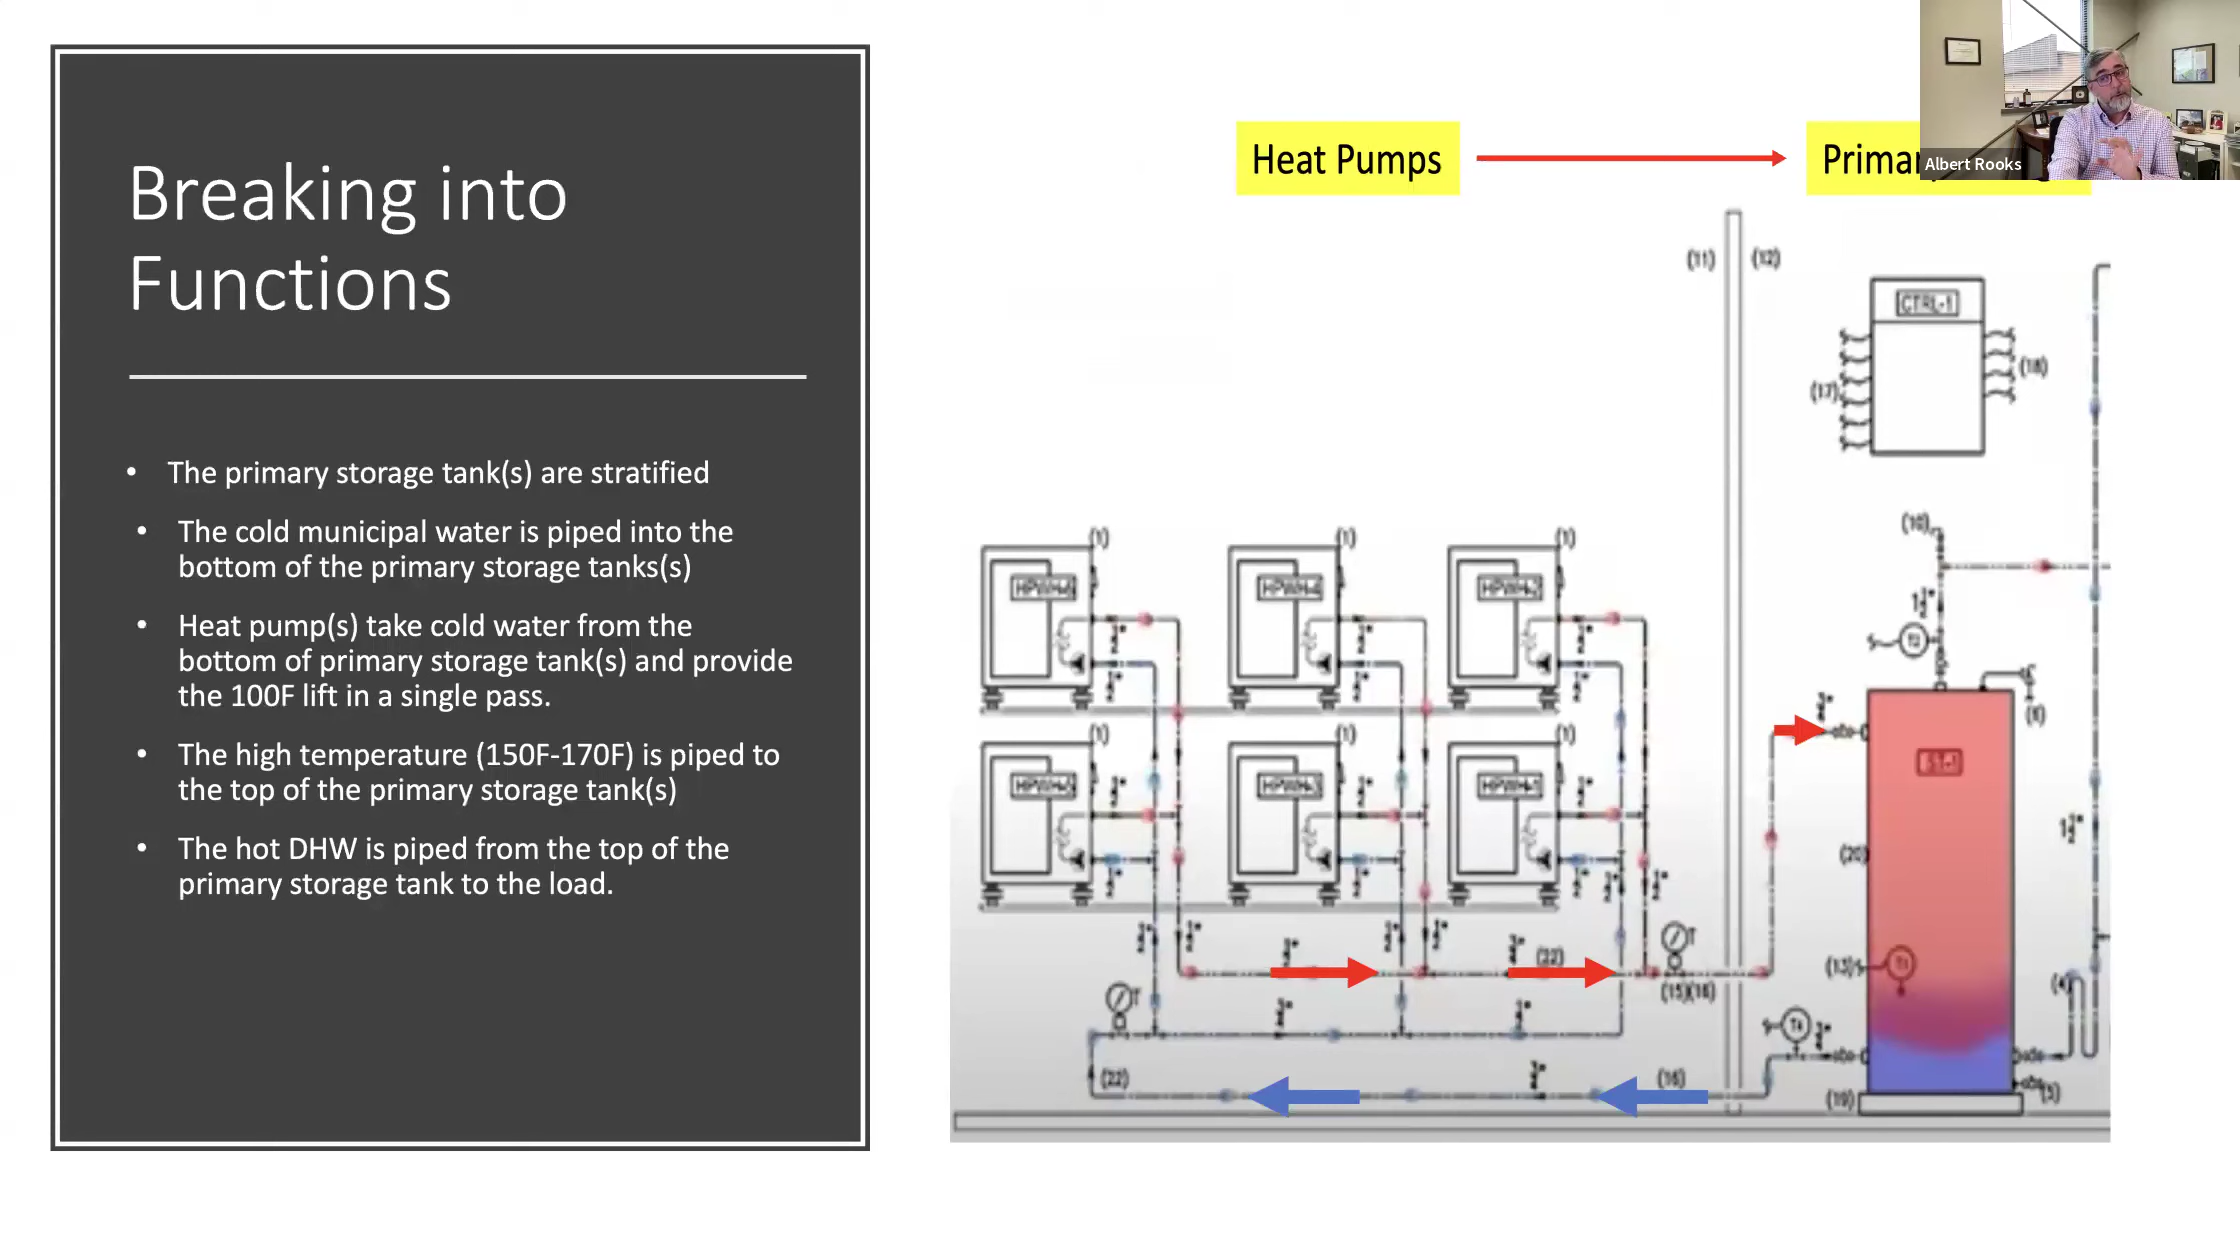 Breaking into
Functions
• The primary storage tank(s) are stratified
• The cold municipal water is piped into the
bottom of the primary storage tanks(s)
• Heat pump(s) take cold water from the
bottom of primary storage tank(s) and provide
the 100F lift in a single pass.
• The high temperature (150F-170F) is piped to
the top of the primary storage tank(s)
• The hot DHW is piped from the top of the
primary storage tank to the load.
Heat Pumps
Albert Rooks
(11) (12)
CTRL-1
(17) (18)
(1) (1) (1)
(1) (1) (1)
T2
ST-1
(20)
(22)
T
(22)
T
(16)
(19)
(5)